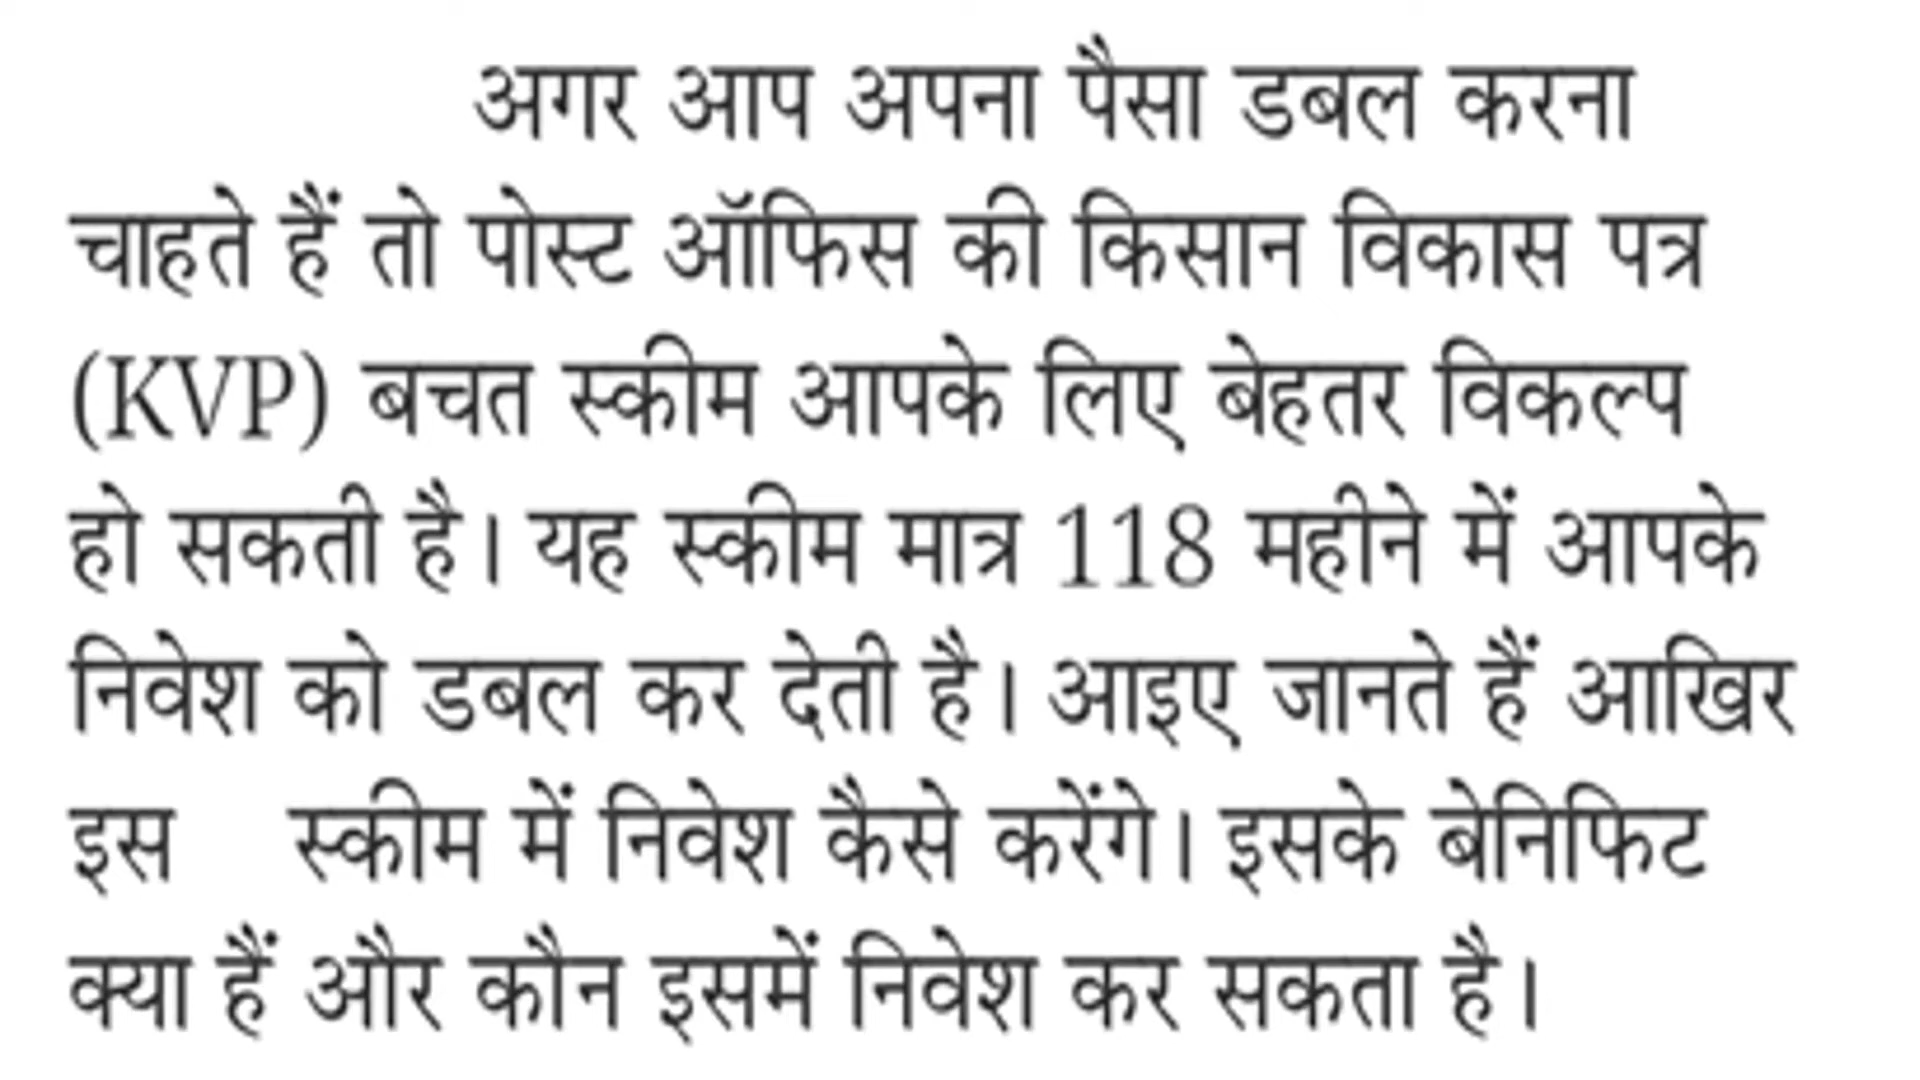 अगर आप अपना पैसा डबल करना
चाहते हैं तो पोस्ट ऑफिस की किसान विकास पत्र
(KVP) बचत स्कीम आपके लिए बेहतर विकल्प
हो सकती है। यह स्कीम मात्र 118 महीने में आपके
निवेश को डबल कर देती है। आइए जानते हैं आखिर
इस स्कीम में निवेश कैसे करेंगे। इसके बेनिफिट
क्या हैं और कौन इसमें निवेश कर सकता है।